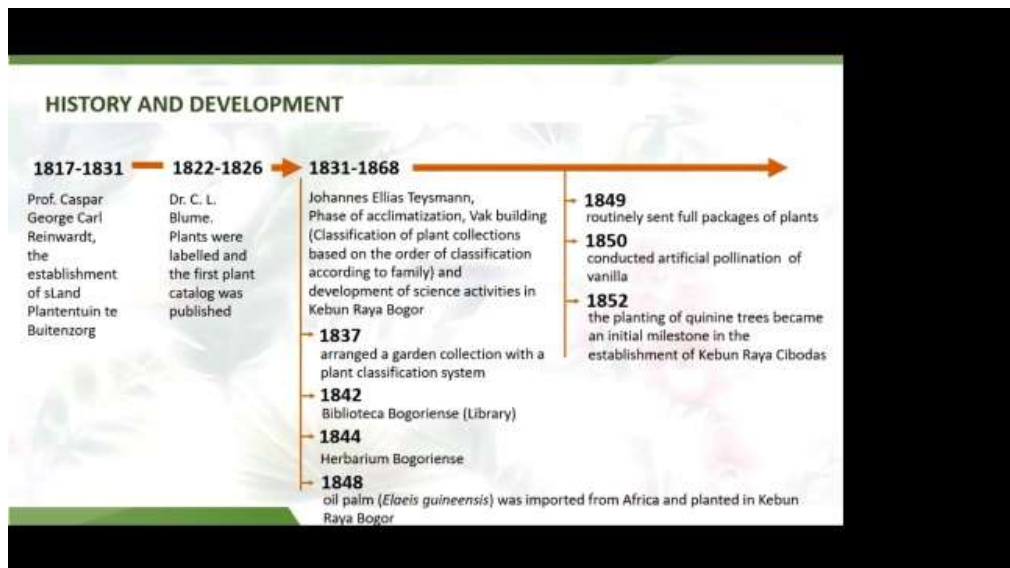 HISTORY AND DEVELOPMENT
1817-1831
Prof. Caspar
George Carl
Reinwardt,
the
establishment
of sLand
Plantentuin te
Buitenzorg
1822-1826
Dr. C. L.
Blume.
Plants were
labelled and
the first plant
catalog was
published
1831-1868
Johannes Ellias Teysmann,
Phase of acclimatization, Vak building
(Classification of plant collections
based on the order of classification
according to family) and
development of science activities in
Kebun Raya Bogor
1837
arranged a garden collection with a
plant classification system
1842
Biblioteca Bogoriense (Library)
1844
Herbarium Bogoriense
1848
oil palm (Elaeis guineensis) was imported from Africa and planted in Kebun
Raya Bogor
1849
routinely sent full packages of plants
1850
conducted artificial pollination of
vanilla
1852
the planting of quinine trees became
an initial milestone in the
establishment of Kebun Raya Cibodas